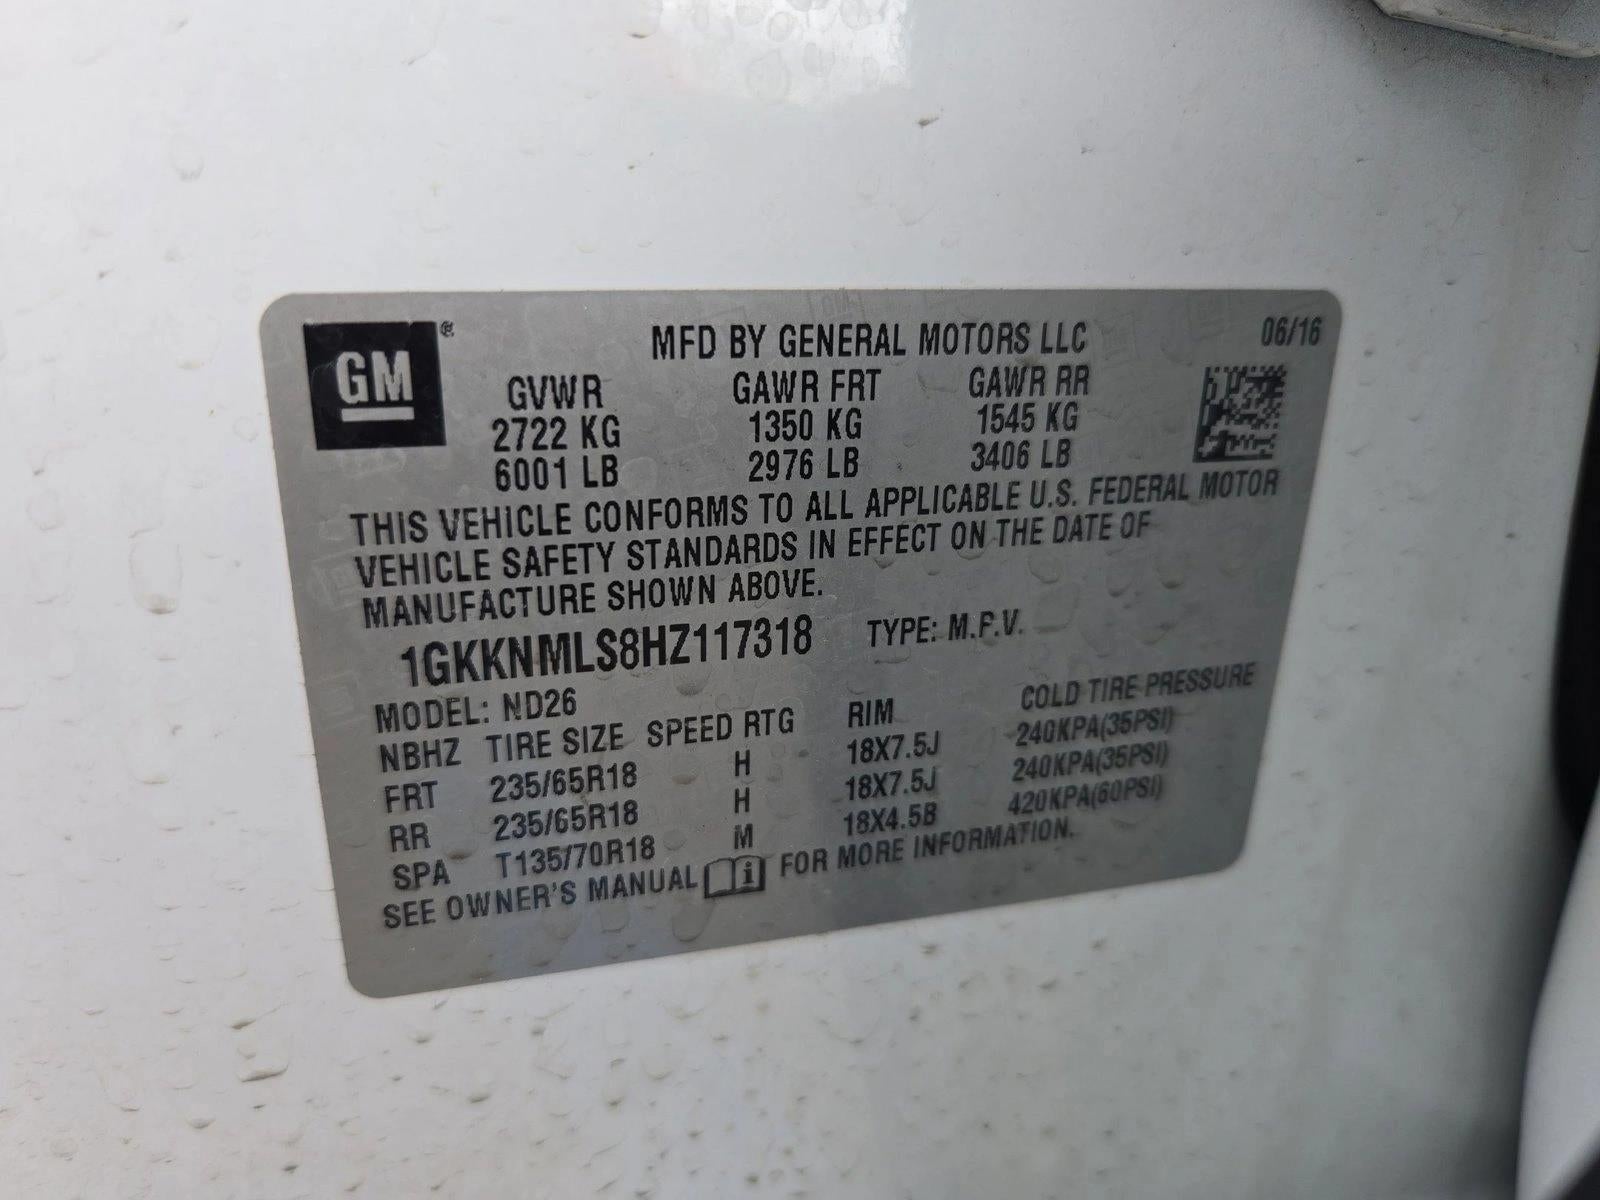 GM®
MFD BY GENERAL MOTORS LLC 06/16
GVWR GAWR FRT GAWR RR
2722 KG 1350 KG 1545 KG
6001 LB 2976 LB 3406 LB
THIS VEHICLE CONFORMS TO ALL APPLICABLE U.S. FEDERAL MOTOR
VEHICLE SAFETY STANDARDS IN EFFECT ON THE DATE OF
MANUFACTURE SHOWN ABOVE.
1GKKNMLS8HZ117318 TYPE: M.P.V.
MODEL: ND26
NBHZ TIRE SIZE SPEED RTG RIM COLD TIRE PRESSURE
FRT 235/65R18 H 18X7.5J 240KPA(35PSI)
RR 235/65R18 H 18X7.5J 240KPA(35PSI)
SPA T135/70R18 M 18X4.5B 420KPA(60PSI)
SEE OWNER'S MANUAL FOR MORE INFORMATION.